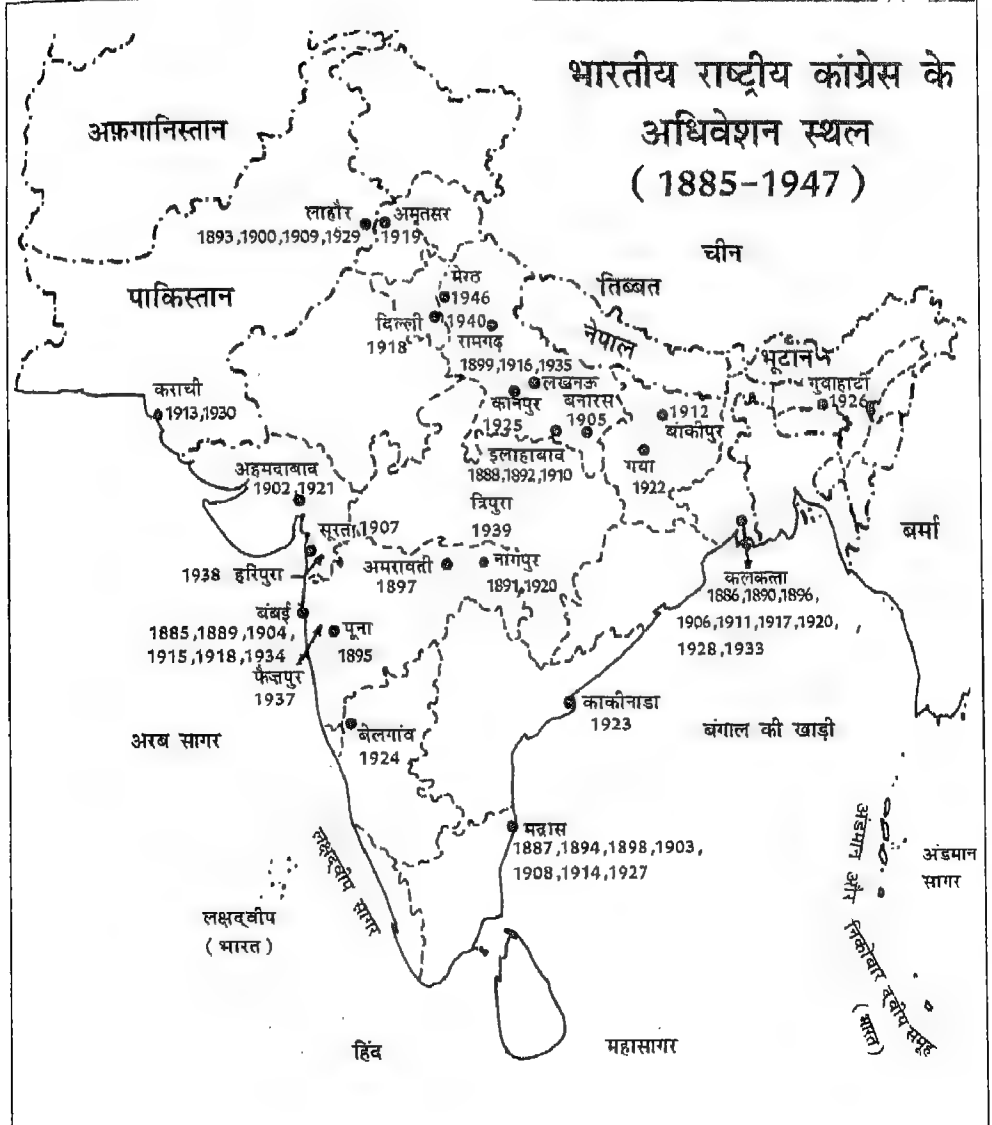 भारतीय राष्ट्रीय कांग्रेस के
अधिवेशन स्थल
( 1885-1947 )
अफ़गानिस्तान
लाहौर
1893,1900,1909,1929
अमृतसर
1919
चीन
पाकिस्तान
मेरठ
1946
तिब्बत
दिल्ली
1918
1940
रामगढ़
नेपाल
1899,1916,1935
लखनऊ
भूटान
गुवाहाटी
1926
कराची
1913,1930
कानपुर
1925
बनारस
1905
1912
बांकीपुर
इलाहाबाद
1888,1892,1910
गया
1922
अहमदाबाद
1902,1921
त्रिपुरा
1939
सूरत 1907
बर्मा
1938 हरिपुरा
अमरावती
1897
नागपुर
1891,1920
कलकत्ता
1886,1890,1896,
1906,1911,1917,1920,
1928,1933
बंबई
1885,1889,1904,
1915,1918,1934
पूना
1895
फैज़पुर
1937
काकीनाडा
1923
बेलगांव
1924
अरब सागर
बंगाल की खाड़ी
मद्रास
1887,1894,1898,1903,
1908,1914,1927
लक्षद्वीप सागर
लक्षद्वीप
( भारत )
अंडमान और
निकोबार द्वीप समूह
( भारत )
अंडमान
सागर
हिंद
महासागर